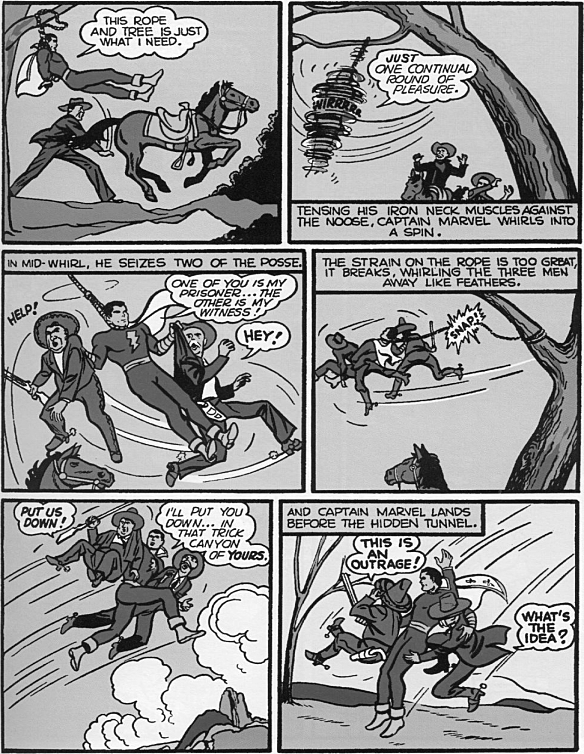 THIS ROPE
AND TREE IS JUST
WHAT I NEED.
JUST
ONE CONTINUAL
ROUND OF
PLEASURE.
WHIRRRR
TENSING HIS IRON NECK MUSCLES AGAINST
THE NOOSE, CAPTAIN MARVEL WHIRLS INTO
A SPIN.
IN MID-WHIRL, HE SEIZES TWO OF THE POSSE.
HELP!
ONE OF YOU IS MY
PRISONER... THE
OTHER IS MY
WITNESS!
HEY!
THE STRAIN ON THE ROPE IS TOO GREAT,
IT BREAKS, WHIRLING THE THREE MEN
AWAY LIKE FEATHERS.
SNAP!
PUT US
DOWN!
I'LL PUT YOU
DOWN... IN
THAT TRICK
CANYON
OF YOURS.
AND CAPTAIN MARVEL LANDS
BEFORE THE HIDDEN TUNNEL.
THIS IS
AN
OUTRAGE!
WHAT'S
THE
IDEA?